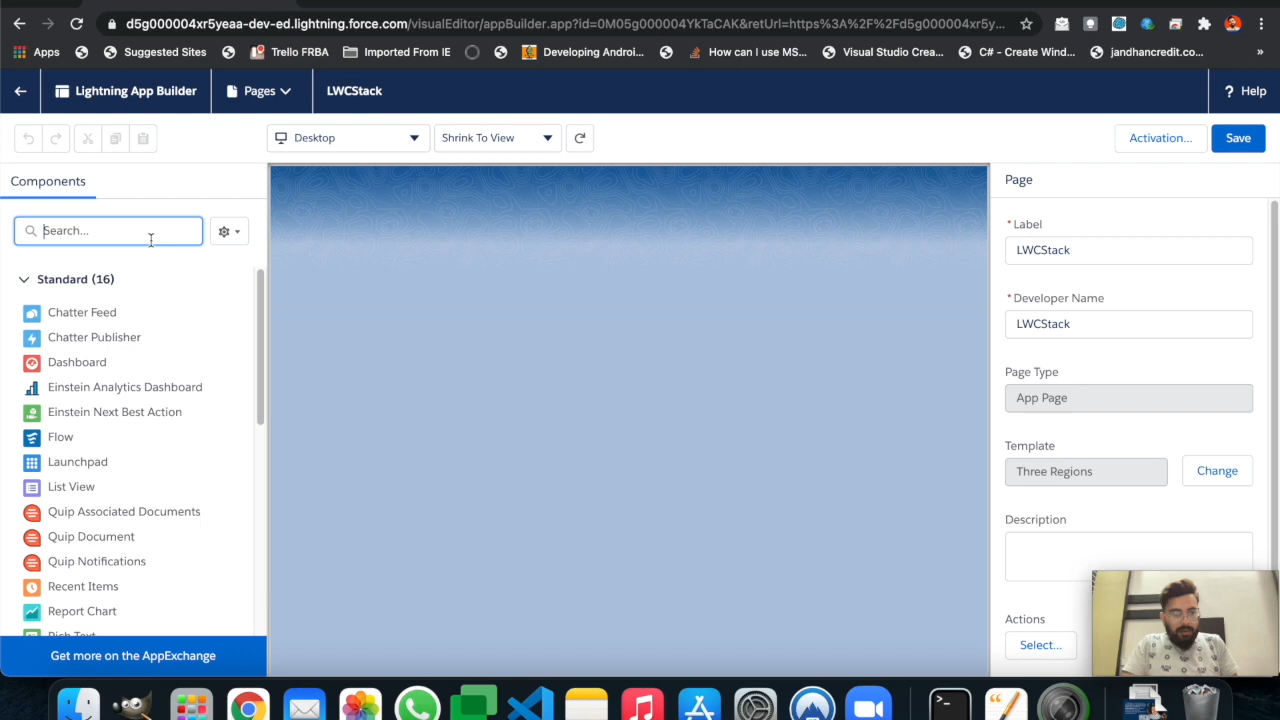 d5g000004xr5yeaa-dev-ed.lightning.force.com/visualEditor/appBuilder.app?id=0M05g000004YkTaCAK&retUrl=https%3A%2F%2Fd5g000004xr5y...
Apps
Suggested Sites
Trello FRBA
Imported From IE
Developing Androi...
How can I use MS...
Visual Studio Crea...
C# – Create Wind...
jandhancredit.com...
»
Lightning App Builder
Pages
LWCStack
? Help
Desktop
Shrink To View
Activation...
Save
Components
Search...
Standard (16)
Chatter Feed
Chatter Publisher
Dashboard
Einstein Analytics Dashboard
Einstein Next Best Action
Flow
Launchpad
List View
Quip Associated Documents
Quip Document
Quip Notifications
Recent Items
Report Chart
Rich Text
Get more on the AppExchange
Page
*Label
LWCStack
*Developer Name
LWCStack
Page Type
App Page
Template
Three Regions
Change
Description
Actions
Select...